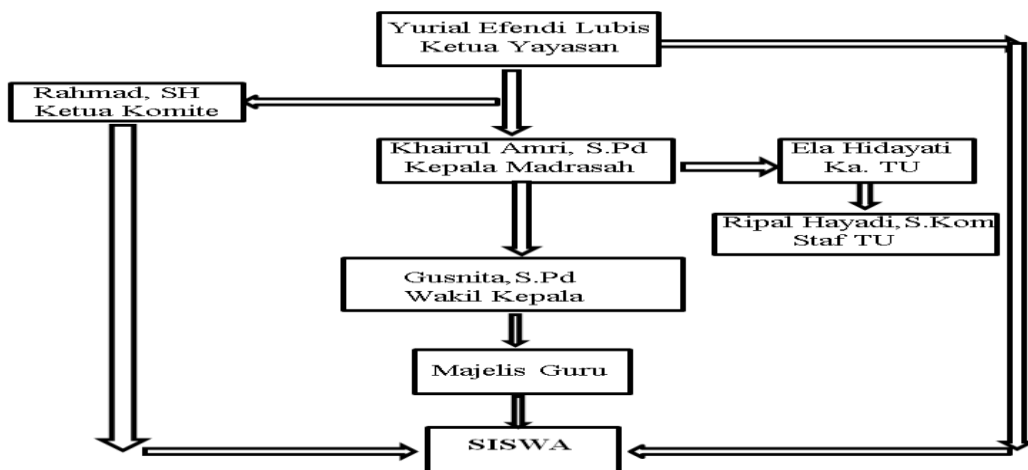 Yurial Efendi Lubis
Ketua Yayasan
Rahmad, SH
Ketua Komite
Khairul Amri, S.Pd
Kepala Madrasah
Ela Hidayati
Ka. TU
Ripal Hayadi,S.Kom
Staf TU
Gusnita,S.Pd
Wakil Kepala
Majelis Guru
SISWA